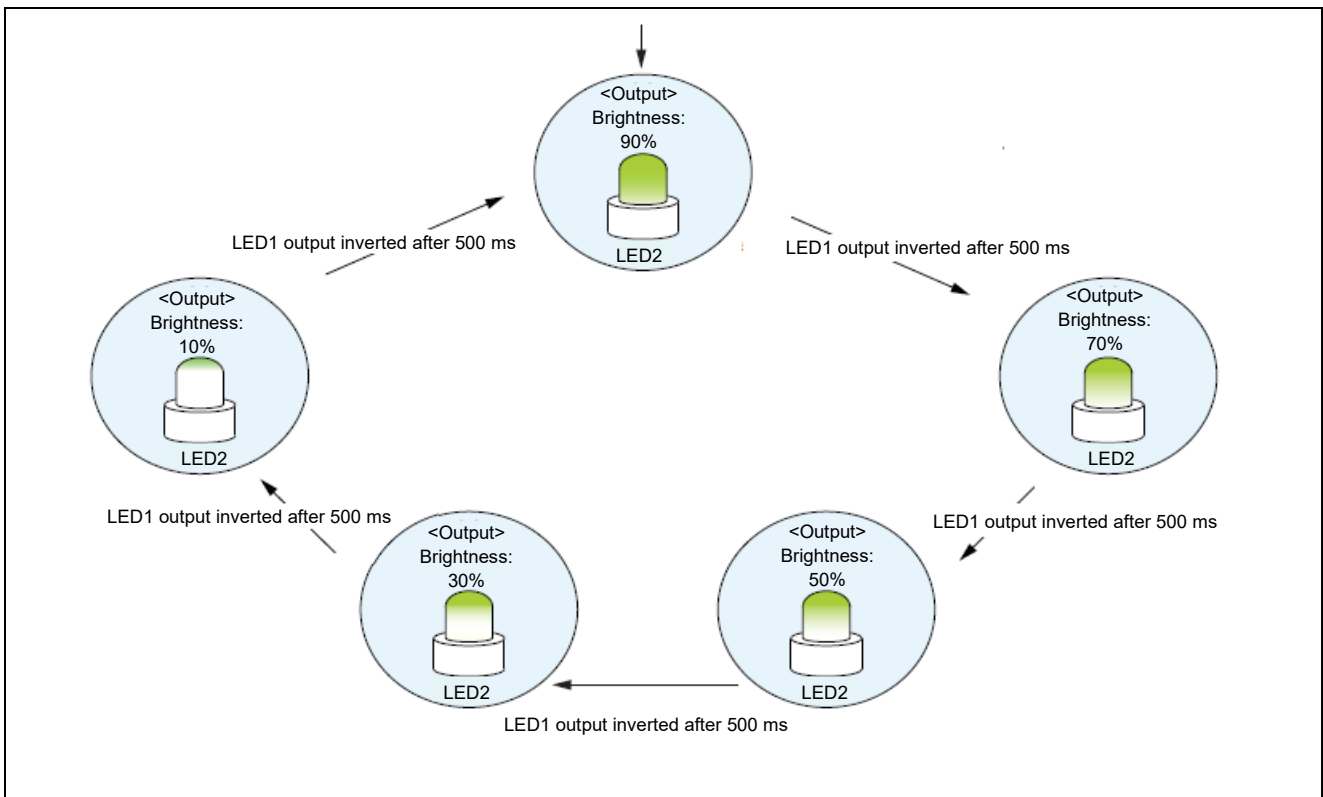 <Output>
Brightness:
90%
LED2
LED1 output inverted after 500 ms
<Output>
Brightness:
70%
LED2
LED1 output inverted after 500 ms
<Output>
Brightness:
50%
LED2
LED1 output inverted after 500 ms
<Output>
Brightness:
30%
LED2
LED1 output inverted after 500 ms
<Output>
Brightness:
10%
LED2
LED1 output inverted after 500 ms